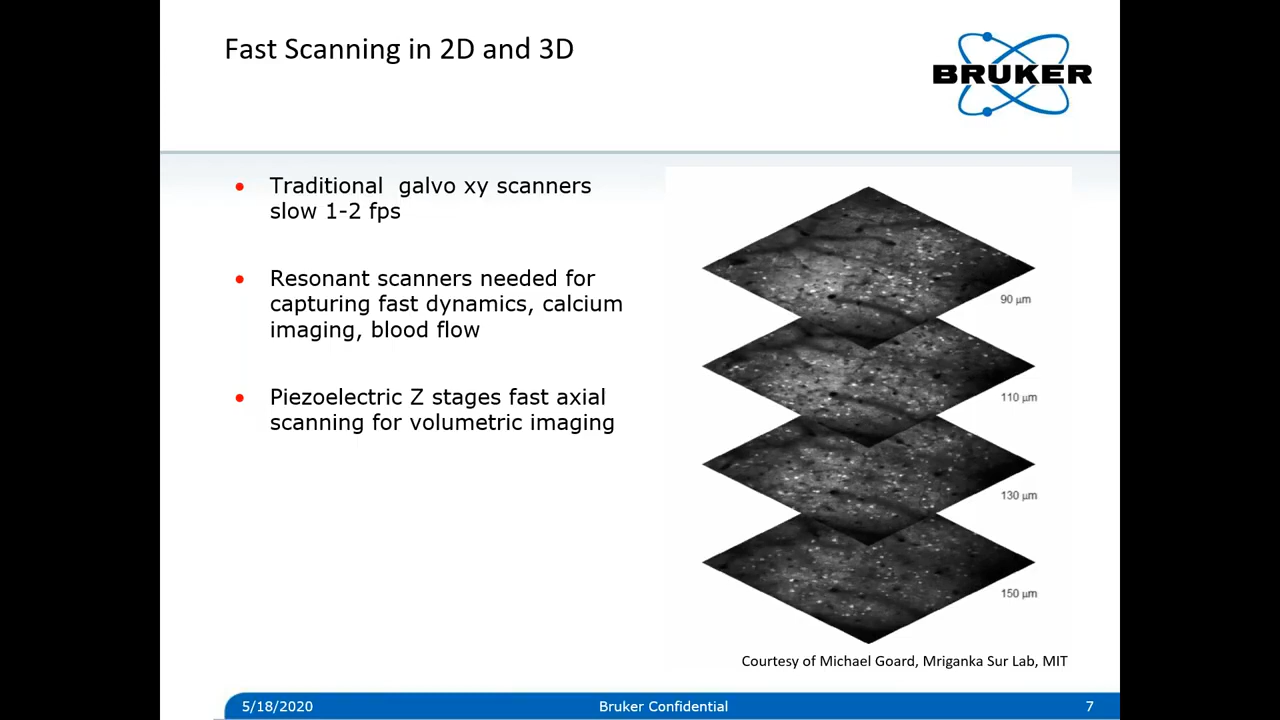 Fast Scanning in 2D and 3D
BRUKER
• Traditional galvo xy scanners
slow 1-2 fps
• Resonant scanners needed for
capturing fast dynamics, calcium
imaging, blood flow
• Piezoelectric Z stages fast axial
scanning for volumetric imaging
90 µm
110 µm
130 µm
150 µm
Courtesy of Michael Goard, Mriganka Sur Lab, MIT
5/18/2020
Bruker Confidential
7